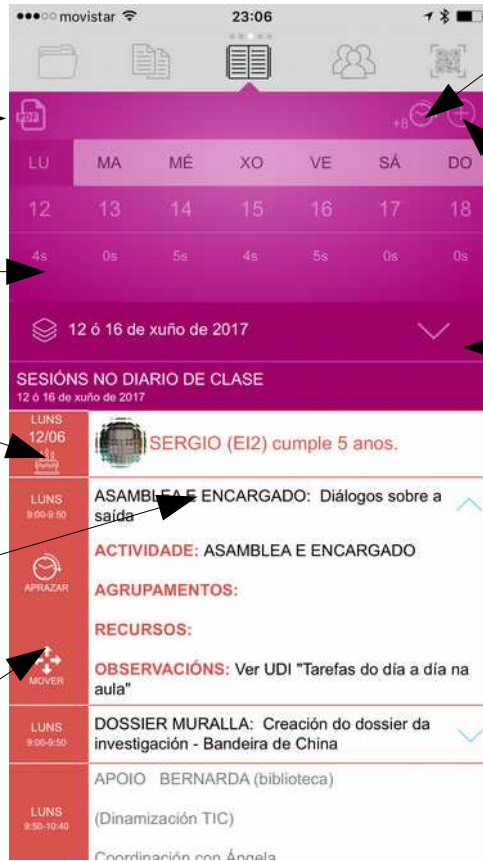 movistar 23:06
PDF +8
LU MA MÉ XO VE SÁ DO
12 13 14 15 16 17 18
4s 0s 5s 4s 5s 0s 0s
12 ó 16 de xuño de 2017
SESIÓNS NO DIARIO DE CLASE
12 ó 16 de xuño de 2017
LUNS
12/06
SERGIO (EI2) cumple 5 anos.
LUNS
9:00-9:50
ASAMBLEA E ENCARGADO: Diálogos sobre a
saída
APRAZAR
ACTIVIDADE: ASAMBLEA E ENCARGADO
AGRUPAMENTOS:
RECURSOS:
MOVER
OBSERVACIÓNS: Ver UDI "Tarefas do día a día na
aula"
LUNS
9:00-9:50
DOSSIER MURALLA: Creación do dossier da
investigación - Bandeira de China
LUNS
9:50-10:40
APOIO BERNARDA (biblioteca)
(Dinamización TIC)
Coordinación con Ángela